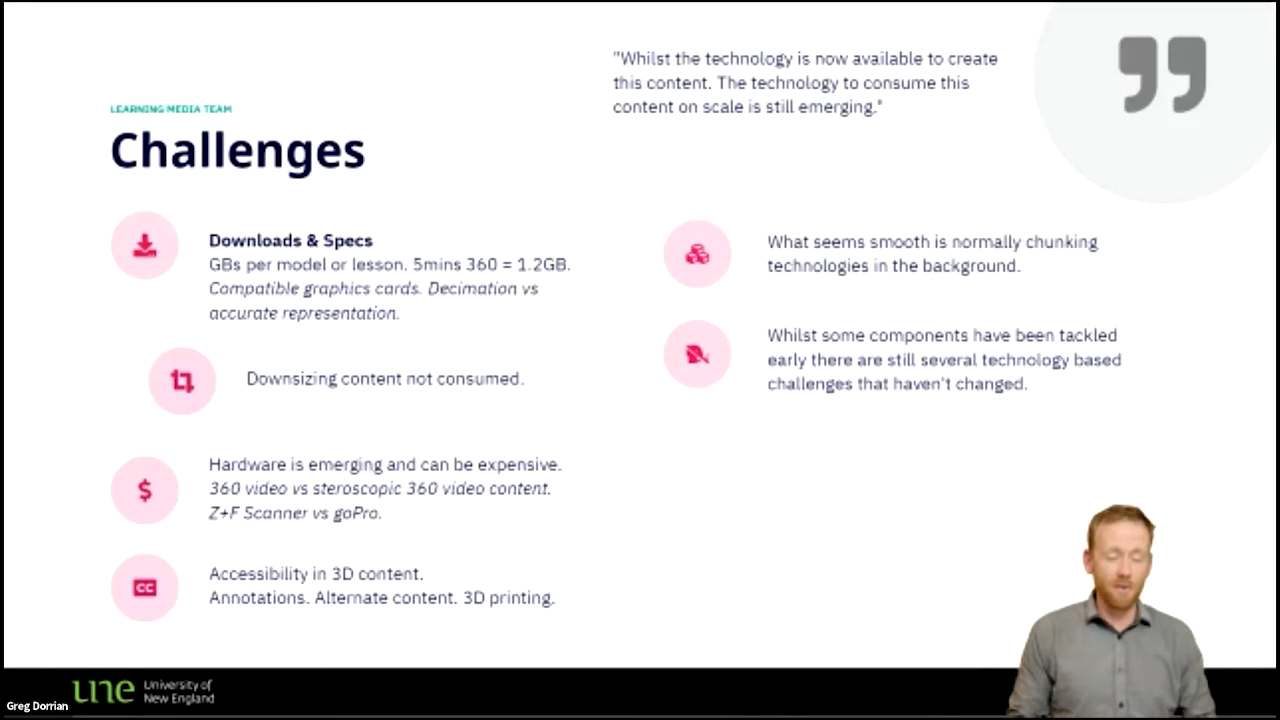 "Whilst the technology is now available to create
this content. The technology to consume this
content on scale is still emerging."
LEARNING MEDIA TEAM
Challenges
Downloads & Specs
GBs per model or lesson. 5mins 360 = 1.2GB.
Compatible graphics cards. Decimation vs
accurate representation.
Downsizing content not consumed.
$
Hardware is emerging and can be expensive.
360 video vs steroscopic 360 video content.
Z+F Scanner vs goPro.
CC
Accessibility in 3D content.
Annotations. Alternate content. 3D printing.
What seems smooth is normally chunking
technologies in the background.
Whilst some components have been tackled
early there are still several technology based
challenges that haven't changed.
une University of
New England
Greg Dorrian